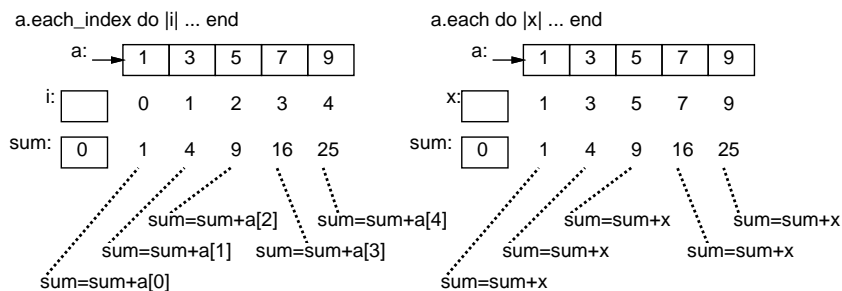 a.each_index do |i| ... end
a: 1 3 5 7 9
i: 0 1 2 3 4
sum: 0 1 4 9 16 25
sum=sum+a[2] sum=sum+a[4]
sum=sum+a[1] sum=sum+a[3]
sum=sum+a[0]
a.each do |x| ... end
a: 1 3 5 7 9
x: 1 3 5 7 9
sum: 0 1 4 9 16 25
sum=sum+x sum=sum+x
sum=sum+x sum=sum+x
sum=sum+x